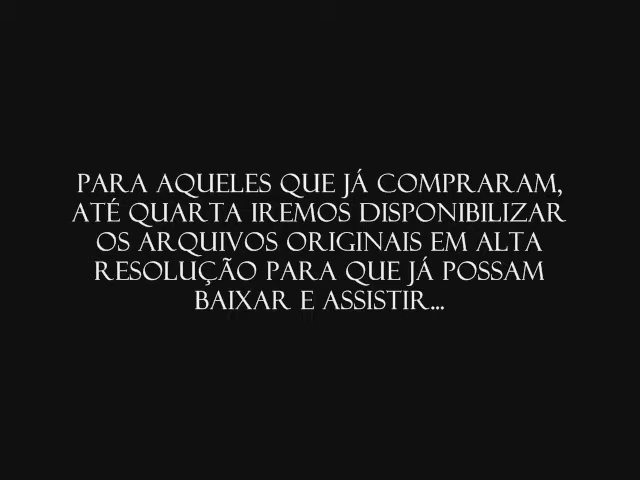 PARA AQUELES QUE JÁ COMPRARAM,
ATÉ QUARTA IREMOS DISPONIBILIZAR
OS ARQUIVOS ORIGINAIS EM ALTA
RESOLUÇÃO PARA QUE JÁ POSSAM
BAIXAR E ASSISTIR...